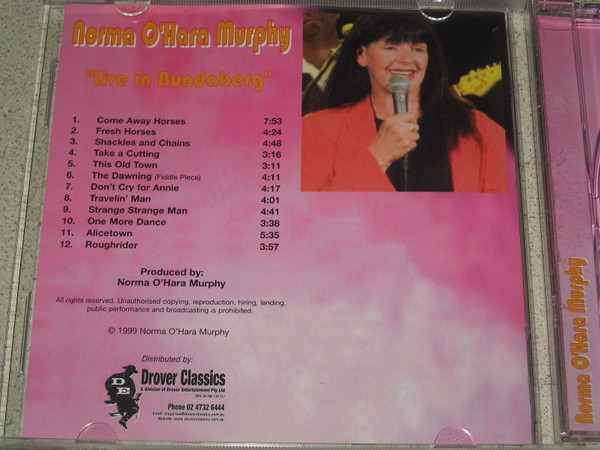 Norma O'Hara Murphy
"Live in Bundaberg"
1. Come Away Horses 7:53
2. Fresh Horses 4:24
3. Shackles and Chains 4:48
4. Take a Cutting 3:16
5. This Old Town 3:11
6. The Dawning (Fiddle Piece) 4:11
7. Don't Cry for Annie 4:17
8. Travelin' Man 4:01
9. Strange Strange Man 4:41
10. One More Dance 3:38
11. Alicetown 5:35
12. Roughrider 3:57
Produced by:
Norma O'Hara Murphy
All rights reserved. Unauthorised copying, reproduction, hiring, lending,
public performance and broadcasting is prohibited.
© 1999 Norma O'Hara Murphy
Distributed by:
DE
Drover Classics
A division of Drover Entertainment Pty Ltd
Phone 02 4732 6444
Norma O'Hara Murphy